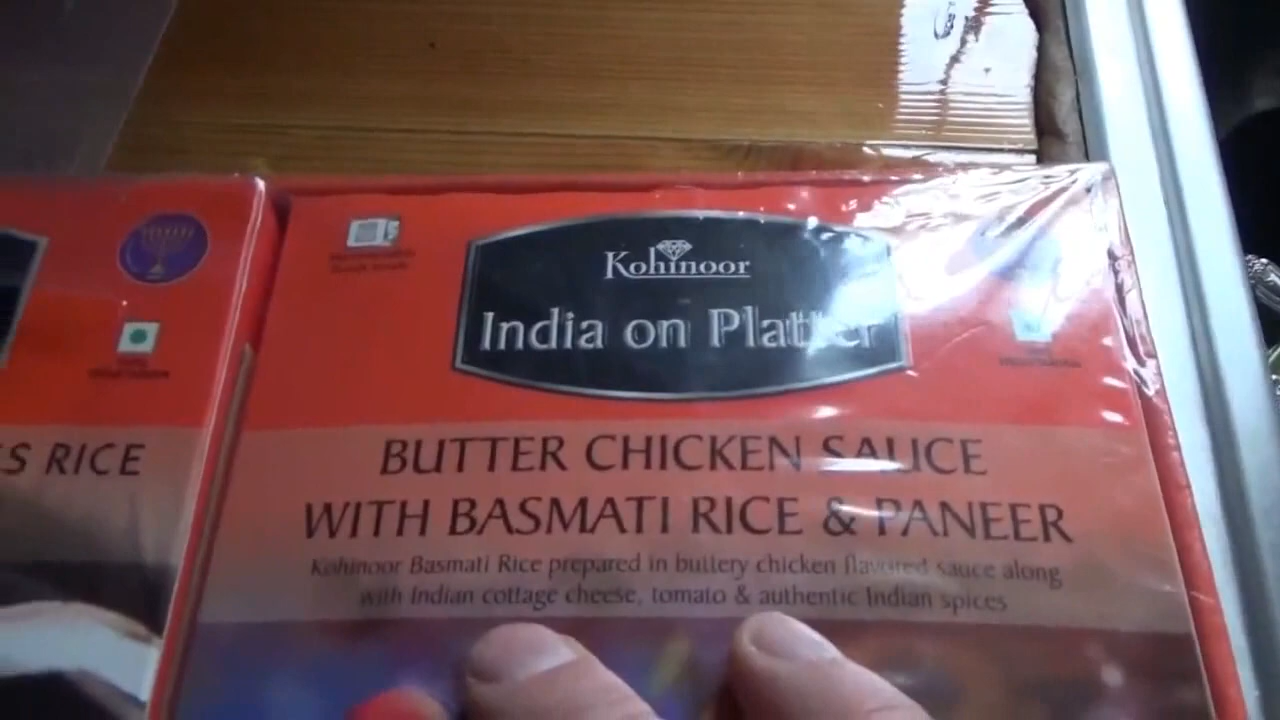 Kohinoor
India on Platter
S RICE
BUTTER CHICKEN SAUCE
WITH BASMATI RICE & PANEER
Kohinoor Basmati Rice prepared in buttery chicken flavored sauce along
with Indian cottage cheese, tomato & authentic Indian spices